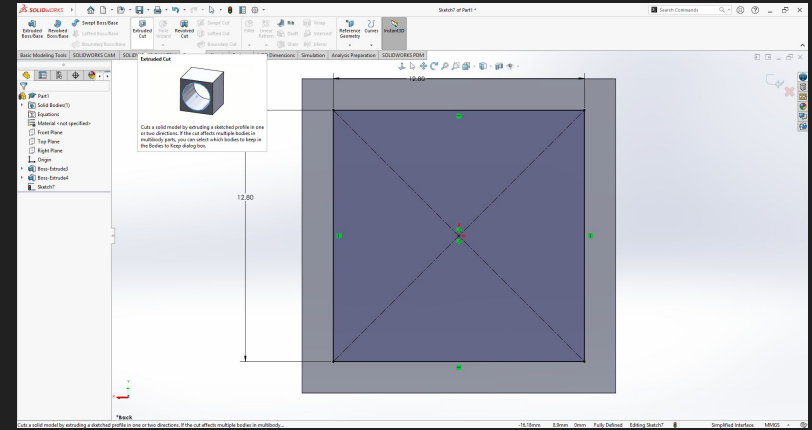 SOLIDWORKS
Sketch7 of Part1 *
Search Commands
Extruded Boss/Base
Revolved Boss/Base
Swept Boss/Base
Lofted Boss/Base
Boundary Boss/Base
Extruded Cut
Hole Wizard
Revolved Cut
Swept Cut
Lofted Cut
Boundary Cut
Fillet
Linear Pattern
Rib
Draft
Shell
Wrap
Intersect
Mirror
Reference Geometry
Curves
Instant3D
Basic Modeling Tools
SOLIDWORKS CAM
Dimensions
Simulation
Analysis Preparation
SOLIDWORKS PDM
Extruded Cut
Cuts a solid model by extruding a sketched profile in one
or two directions. If the cut affects multiple bodies in
multibody parts, you can select which bodies to keep in
the Bodies to Keep dialog box.
Part1
Solid Bodies(1)
Equations
Material <not specified>
Front Plane
Top Plane
Right Plane
Origin
Boss-Extrude3
Boss-Extrude4
Sketch7
12.80
12.80
*Back
Cuts a solid model by extruding a sketched profile in one or two directions. If the cut affects multiple bodies in multibody...
-16.18mm
8.9mm
0mm
Fully Defined
Editing Sketch7
Simplified Interface
MMGS